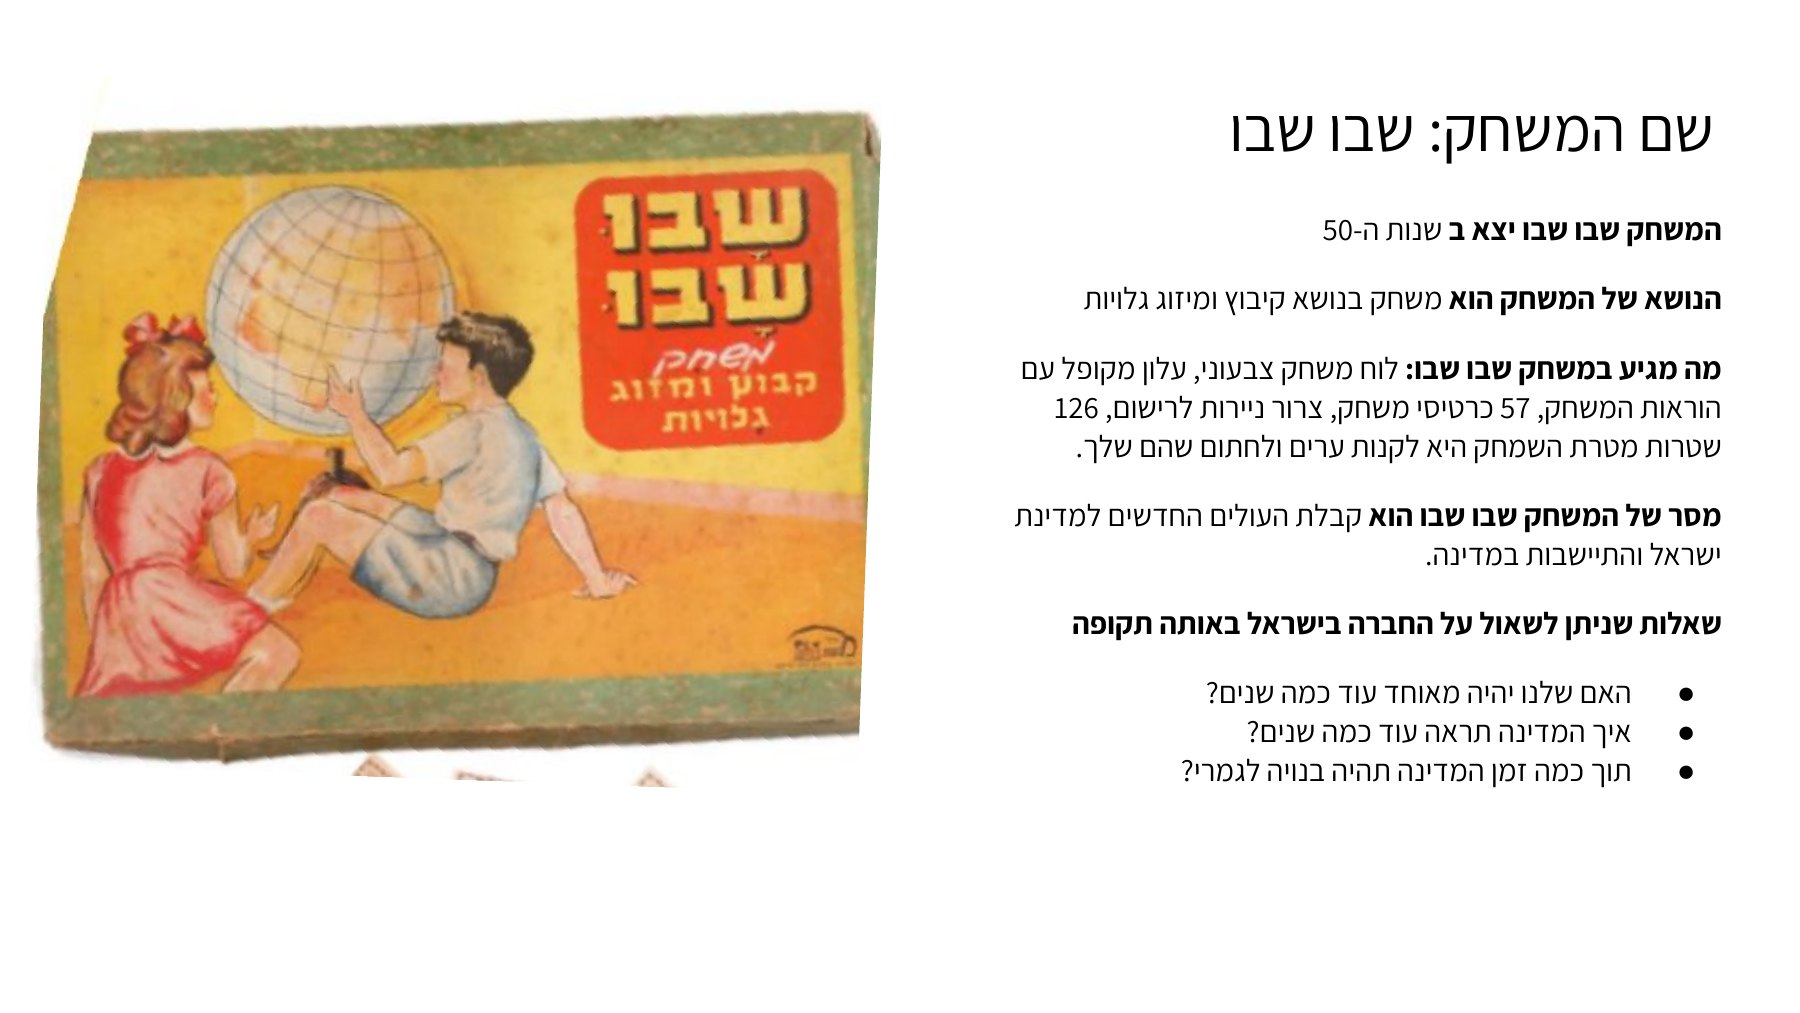 שם המשחק: שבו שבו
המשחק שבו שבו יצא ב שנות ה-50
הנושא של המשחק הוא משחק בנושא קיבוץ ומיזוג גלויות
מה מגיע במשחק שבו שבו: לוח משחק צבעוני, עלון מקופל עם
הוראות המשחק, 57 כרטיסי משחק, צרור ניירות לרישום, 126
שטרות מטרת השמחק היא לקנות ערים ולחתום שהם שלך.
מסר של המשחק שבו שבו הוא קבלת העולים החדשים למדינת
ישראל והתיישבות במדינה.
שאלות שניתן לשאול על החברה בישראל באותה תקופה
● האם שלנו יהיה מאוחד עוד כמה שנים?
● איך המדינה תראה עוד כמה שנים?
● תוך כמה זמן המדינה תהיה בנויה לגמרי?
שָׁבוּ
שָׁבוּ
משחק
קבוץ ומזוג
גלויות